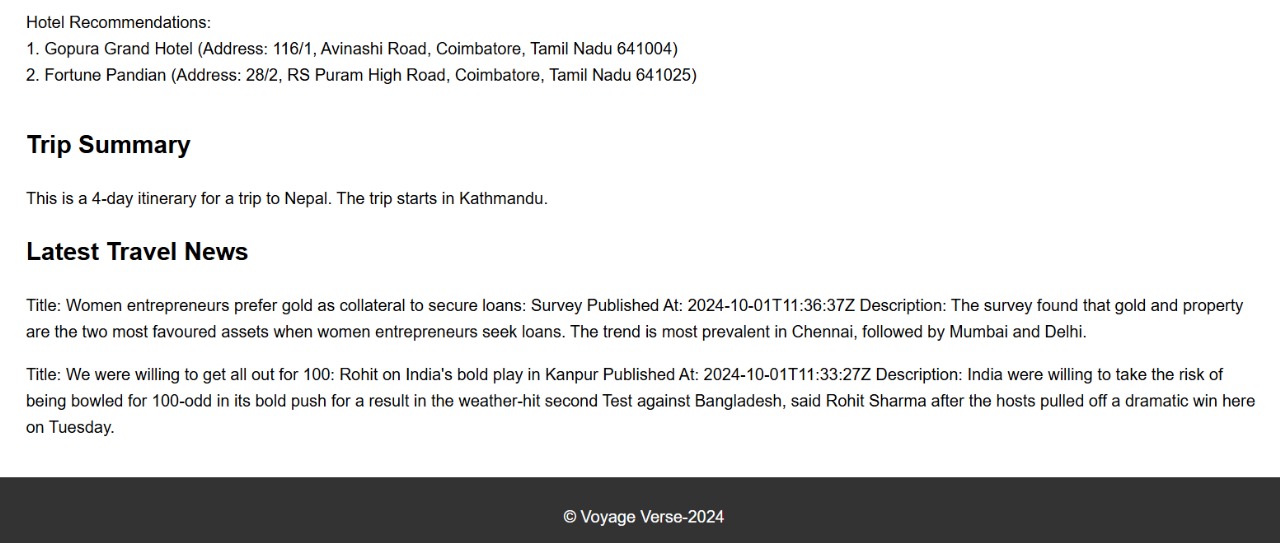 Hotel Recommendations:
1. Gopura Grand Hotel (Address: 116/1, Avinashi Road, Coimbatore, Tamil Nadu 641004)
2. Fortune Pandian (Address: 28/2, RS Puram High Road, Coimbatore, Tamil Nadu 641025)
Trip Summary
This is a 4-day itinerary for a trip to Nepal. The trip starts in Kathmandu.
Latest Travel News
Title: Women entrepreneurs prefer gold as collateral to secure loans: Survey Published At: 2024-10-01T11:36:37Z Description: The survey found that gold and property
are the two most favoured assets when women entrepreneurs seek loans. The trend is most prevalent in Chennai, followed by Mumbai and Delhi.
Title: We were willing to get all out for 100: Rohit on India's bold play in Kanpur Published At: 2024-10-01T11:33:27Z Description: India were willing to take the risk of
being bowled for 100-odd in its bold push for a result in the weather-hit second Test against Bangladesh, said Rohit Sharma after the hosts pulled off a dramatic win here
on Tuesday.
© Voyage Verse-2024